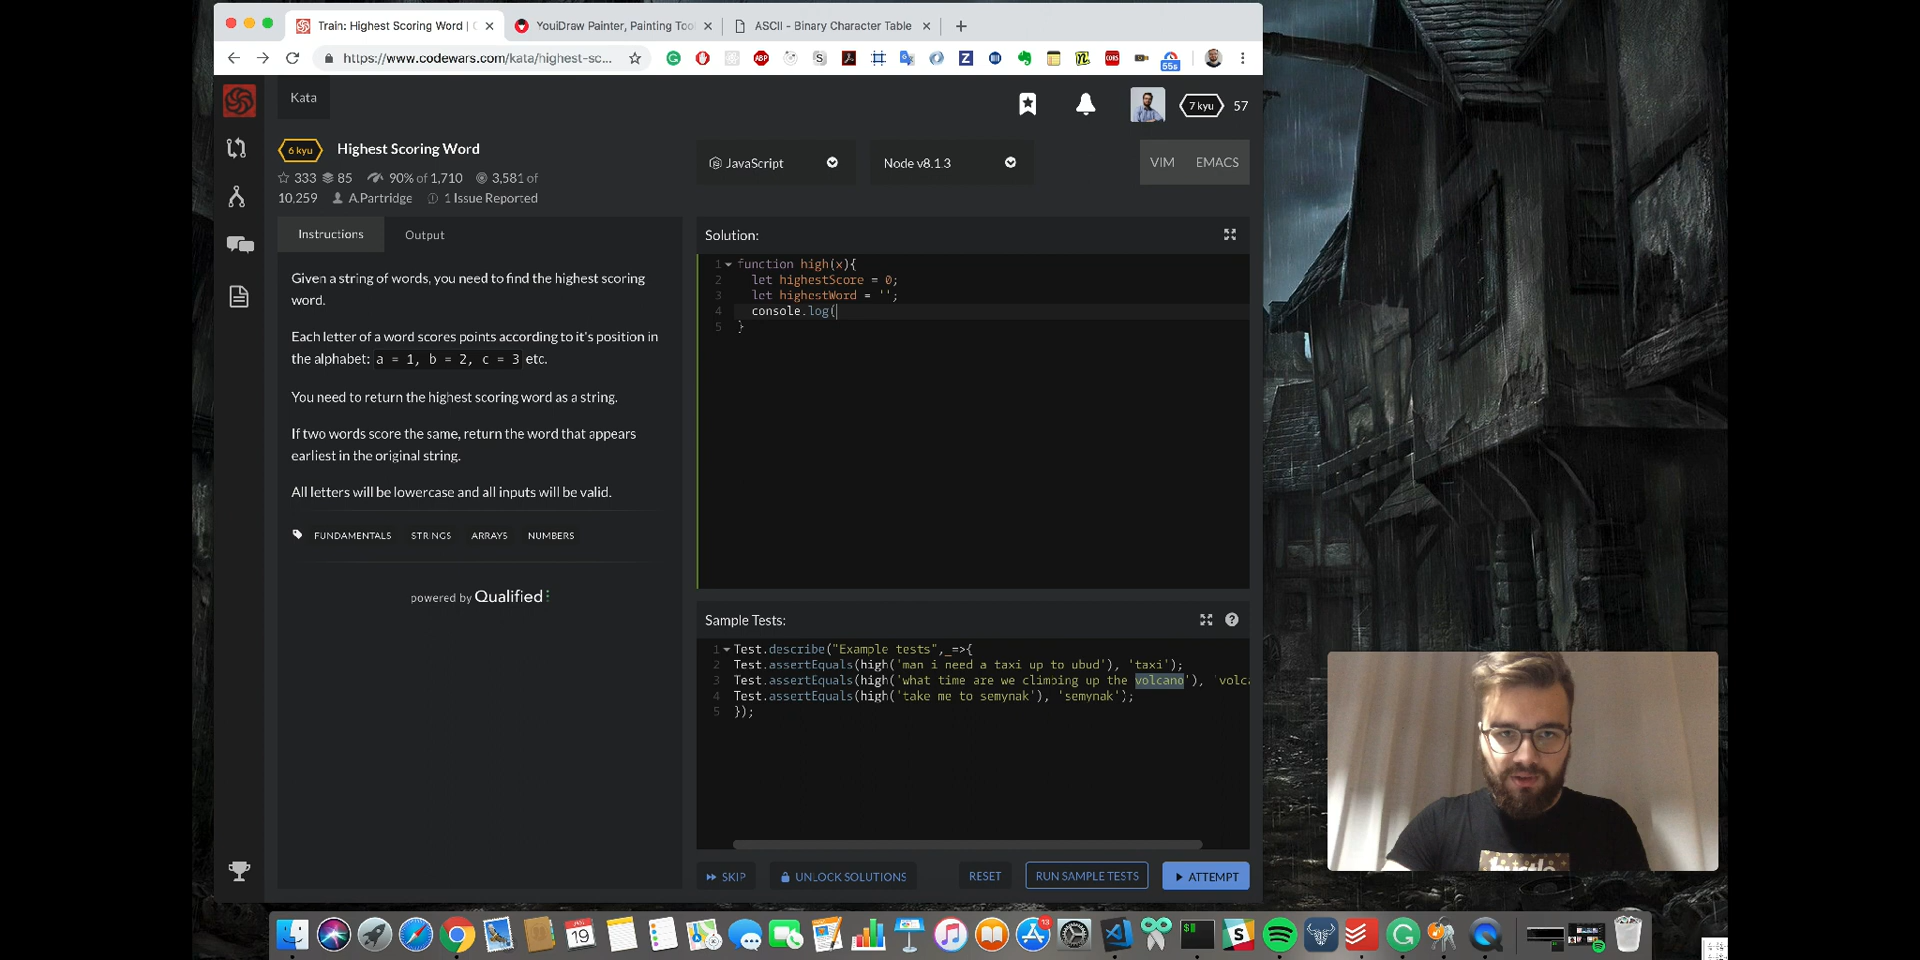 Train: Highest Scoring Word | C
YouiDraw Painter, Painting Too
ASCII - Binary Character Table
https://www.codewars.com/kata/highest-sc...
ABP
S
Z
55s
Kata
7 kyu
57
6 kyu
Highest Scoring Word
333
85
90% of 1,710
3,581 of
10,259
A.Partridge
1 Issue Reported
JavaScript
Node v8.1.3
VIM
EMACS
Instructions
Output
Given a string of words, you need to find the highest scoring
word.
Each letter of a word scores points according to it's position in
the alphabet: a = 1, b = 2, c = 3 etc.
You need to return the highest scoring word as a string.
If two words score the same, return the word that appears
earliest in the original string.
All letters will be lowercase and all inputs will be valid.
FUNDAMENTALS
STRINGS
ARRAYS
NUMBERS
powered by Qualified
Solution:
1 function high(x){
2 let highestScore = 0;
3 let highestWord = '';
4 console.log(
5 }
Sample Tests:
1 Test.describe("Example tests",_=>{
2 Test.assertEquals(high('man i need a taxi up to ubud'), 'taxi');
3 Test.assertEquals(high('what time are we climbing up the volcano'), 'volca
4 Test.assertEquals(high('take me to semynak'), 'semynak');
5 });
SKIP
UNLOCK SOLUTIONS
RESET
RUN SAMPLE TESTS
ATTEMPT
19
13
S